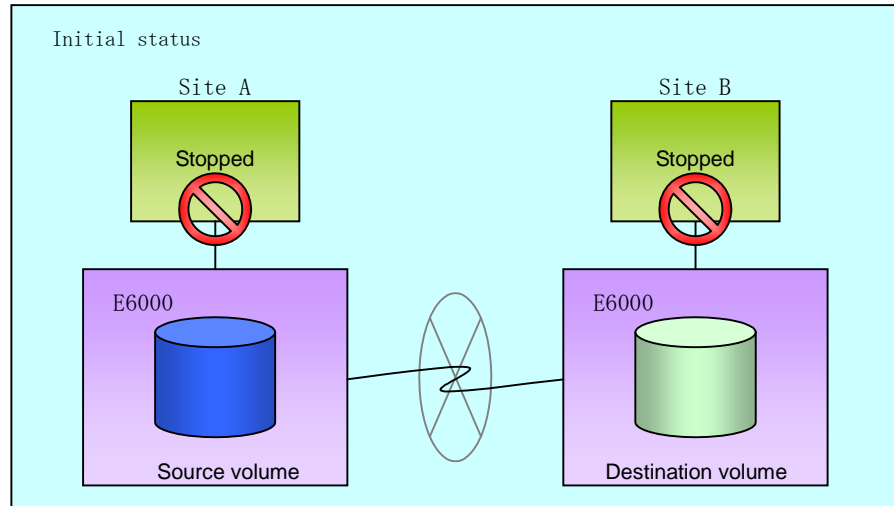 Initial status
Site A
Site B
Stopped
Stopped
E6000
E6000
Source volume
Destination volume